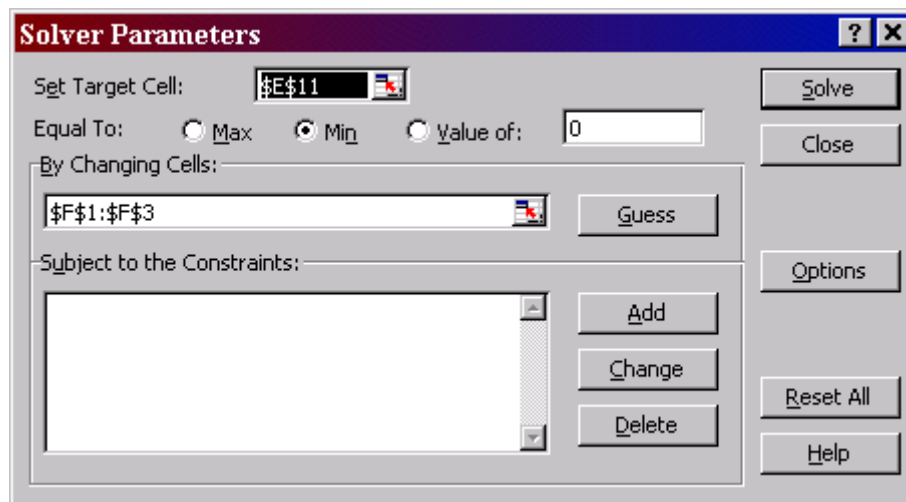 Solver Parameters
? X
Set Target Cell: $E$11
Solve
Equal To: Max Min Value of: 0
Close
By Changing Cells:
$F$1:$F$3
Guess
Subject to the Constraints:
Options
Add
Change
Reset All
Delete
Help